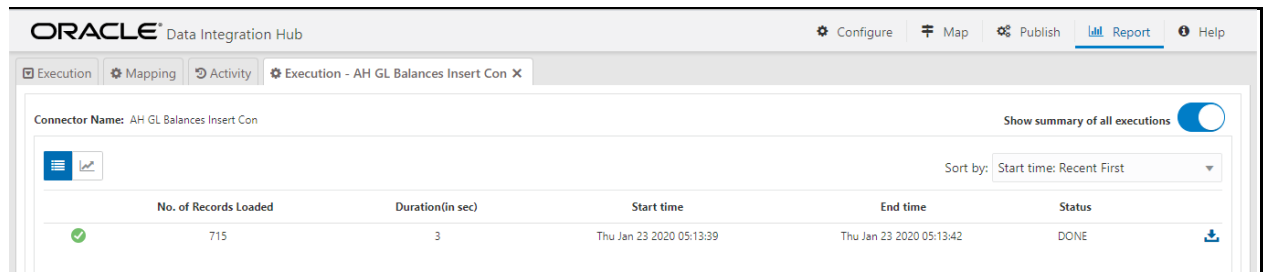 ORACLE® Data Integration Hub
Configure Map Publish Report Help
Execution Mapping Activity Execution - AH GL Balances Insert Con X
Connector Name: AH GL Balances Insert Con Show summary of all executions
Sort by: Start time: Recent First
No. of Records Loaded Duration(in sec) Start time End time Status
715 3 Thu Jan 23 2020 05:13:39 Thu Jan 23 2020 05:13:42 DONE